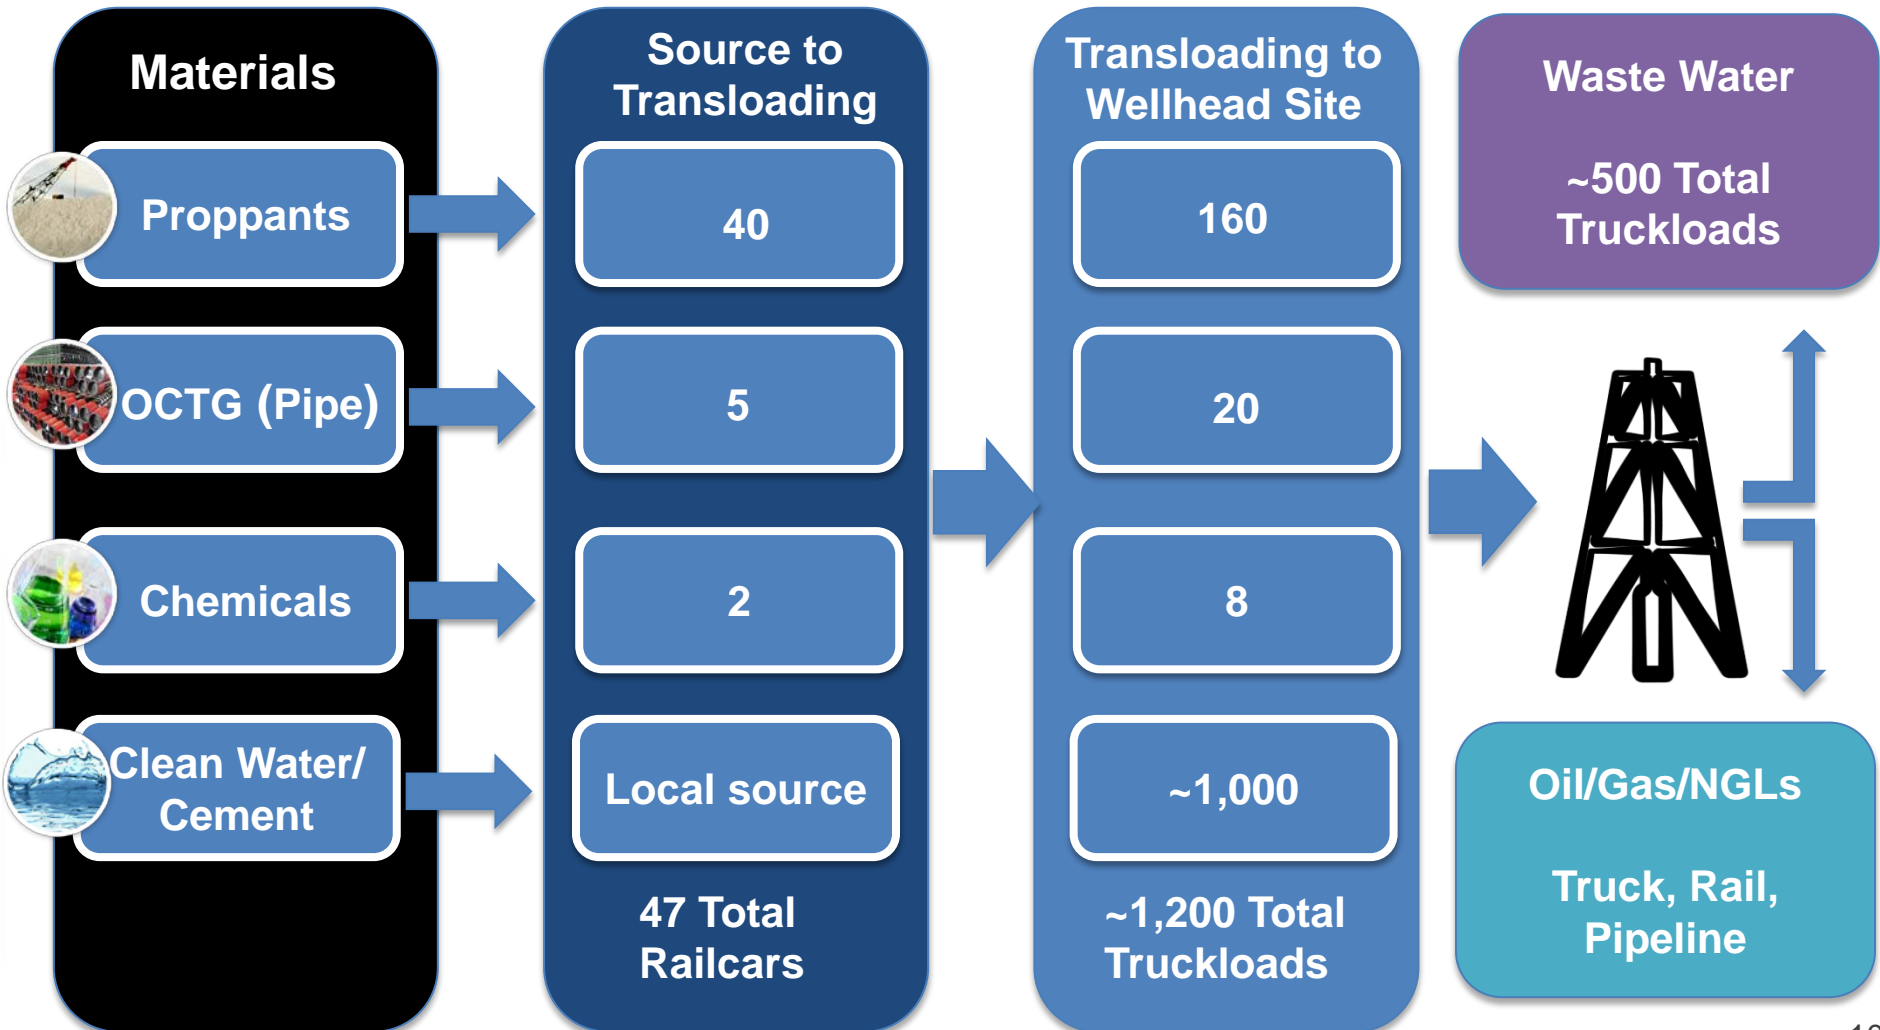 Materials
Proppants
OCTG (Pipe)
Chemicals
Clean Water/
Cement
Source to
Transloading
40
5
2
Local source
47 Total
Railcars
Transloading to
Wellhead Site
160
20
8
~1,000
~1,200 Total
Truckloads
Waste Water
~500 Total
Truckloads
Oil/Gas/NGLs
Truck, Rail,
Pipeline